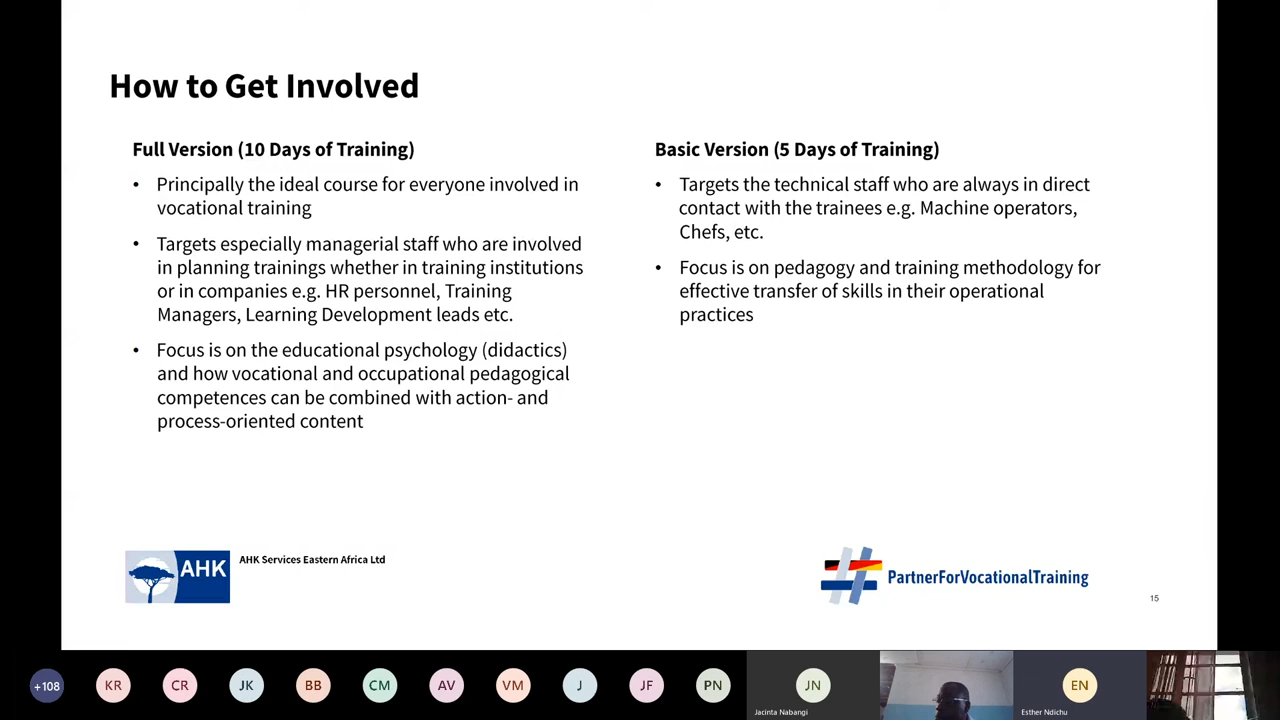 How to Get Involved
Full Version (10 Days of Training)
• Principally the ideal course for everyone involved in
vocational training
• Targets especially managerial staff who are involved
in planning trainings whether in training institutions
or in companies e.g. HR personnel, Training
Managers, Learning Development leads etc.
• Focus is on the educational psychology (didactics)
and how vocational and occupational pedagogical
competences can be combined with action- and
process-oriented content
Basic Version (5 Days of Training)
• Targets the technical staff who are always in direct
contact with the trainees e.g. Machine operators,
Chefs, etc.
• Focus is on pedagogy and training methodology for
effective transfer of skills in their operational
practices
AHK
AHK Services Eastern Africa Ltd
PartnerForVocationalTraining
15
+108
KR
CR
JK
BB
CM
AV
VM
J
JF
PN
JN
Jacinta Nabangi
EN
Esther Ndichu